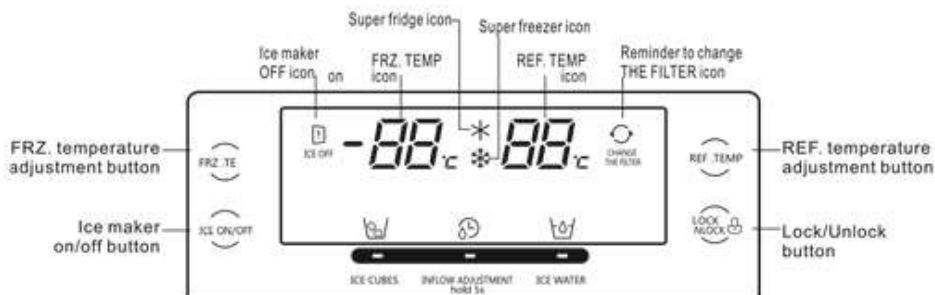 Super fridge icon
Super freezer icon
Ice maker
OFF icon on
FRZ. TEMP
icon
REF. TEMP
icon
Reminder to change
THE FILTER icon
FRZ. temperature
adjustment button
FRZ .TE
ICE OFF
-88 °C
88 °C
CHANGE
THE FILTER
REF .TEMP
REF. temperature
adjustment button
Ice maker
on/off button
ICE ON/OFF
LOCK
NLOCK
Lock/Unlock
button
ICE CUBES
INFLOW ADJUSTMENT
hold 5s
ICE WATER